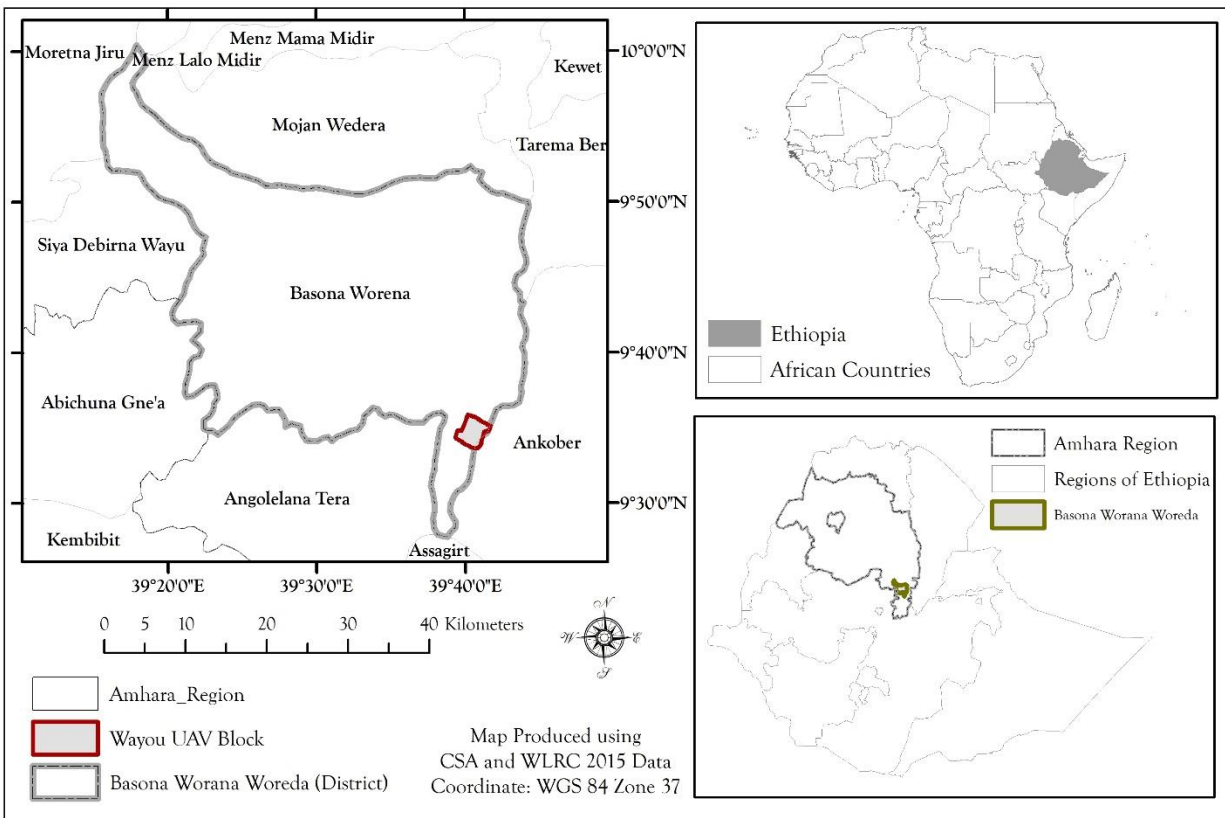 Menz Mama Midir
Moretna Jiru
Menz Lalo Midir
Kewet
Mojan Wedera
Tarema Ber
Siya Debirna Wayu
Basona Worena
Abichuna Gne'a
Ankober
Angolelana Tera
Kembibit
Assagirt
10°0'0"N
9°50'0"N
9°40'0"N
9°30'0"N
39°20'0"E 39°30'0"E 39°40'0"E
0 5 10 20 30 40 Kilometers
N
W E
S
Amhara_Region
Wayou UAV Block
Basona Worana Woreda (District)
Map Produced using
CSA and WLRC 2015 Data
Coordinate: WGS 84 Zone 37
Ethiopia
African Countries
Amhara Region
Regions of Ethiopia
Basona Worana Woreda